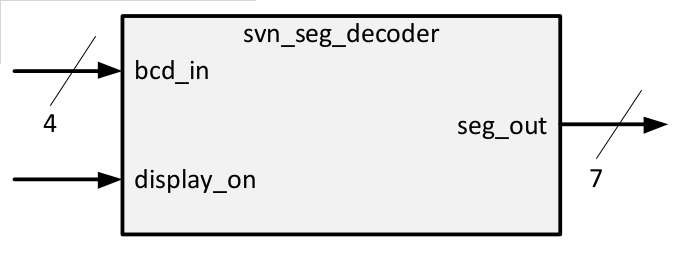 svn_seg_decoder
bcd_in
4
seg_out
display_on
7